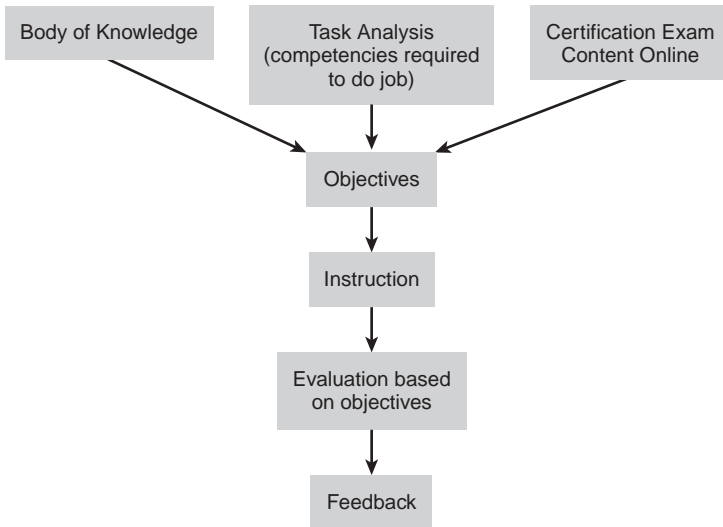 Body of Knowledge
Task Analysis
(competencies required
to do job)
Certification Exam
Content Online
Objectives
Instruction
Evaluation based
on objectives
Feedback